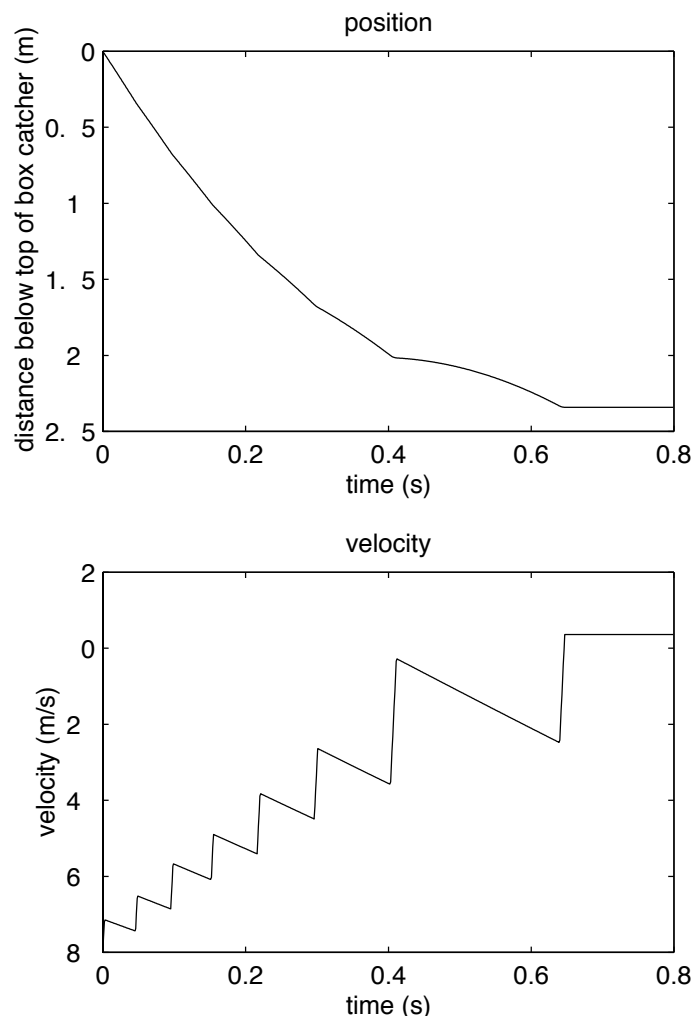 position
distance below top of box catcher (m)
0
0. 5
1
1. 5
2
2. 5
0 0.2 0.4 0.6 0.8
time (s)
velocity
velocity (m/s)
2
0
2
4
6
8
0 0.2 0.4 0.6 0.8
time (s)